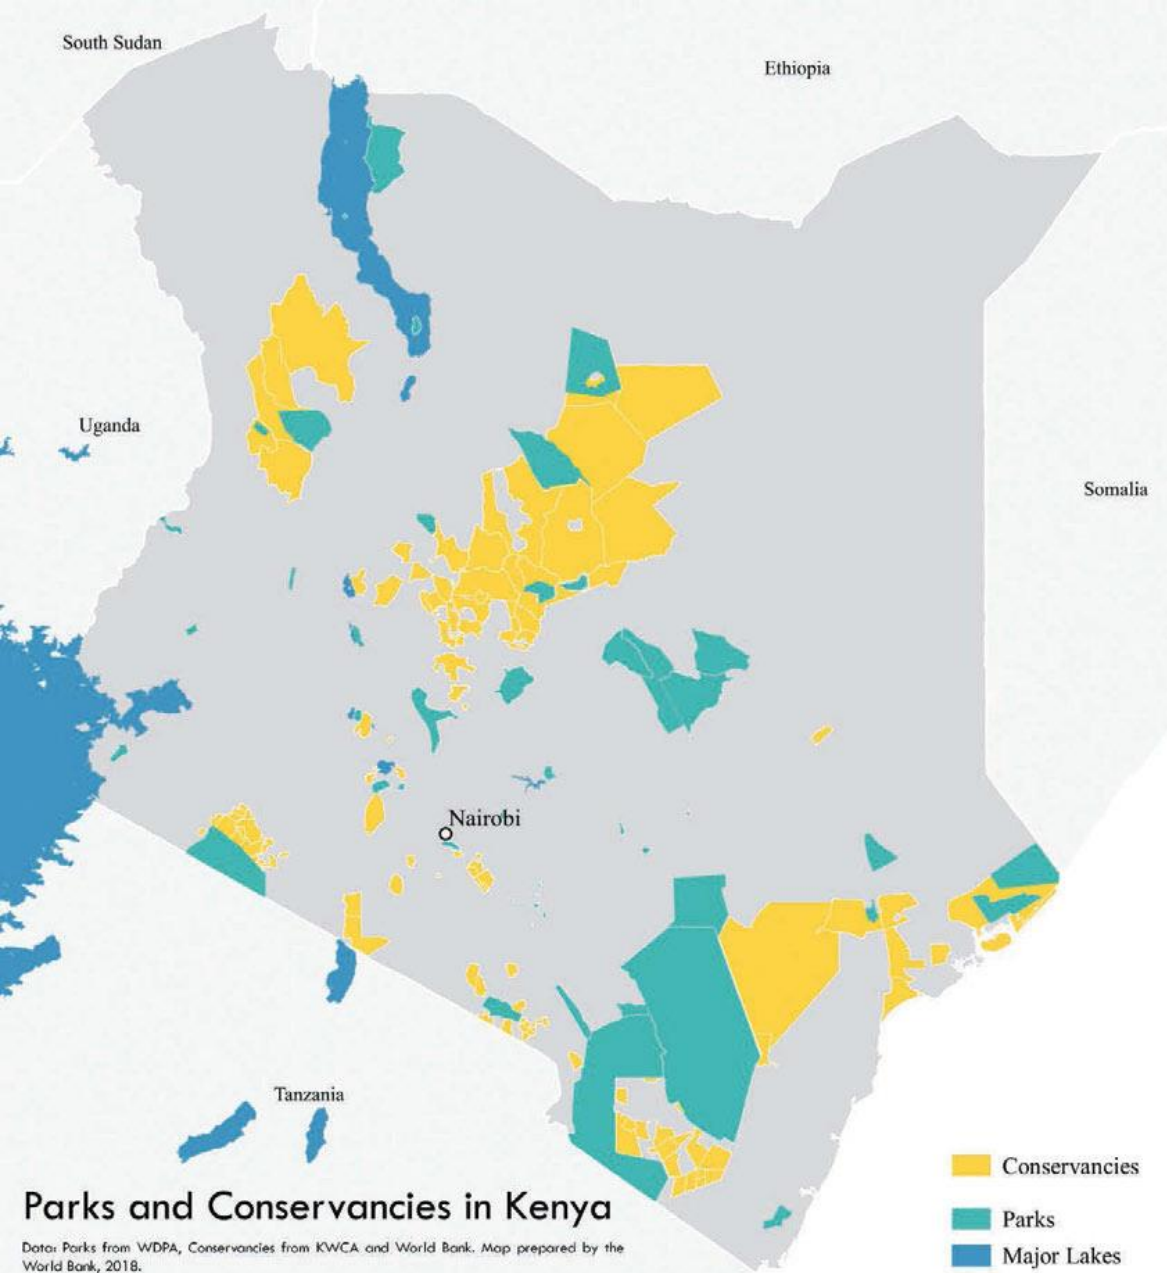 South Sudan
Ethiopia
Uganda
Somalia
Nairobi
Tanzania
Conservancies
Parks
Major Lakes
Parks and Conservancies in Kenya
Data: Parks from WDPA, Conservancies from KWCA and World Bank. Map prepared by the
World Bank, 2018.